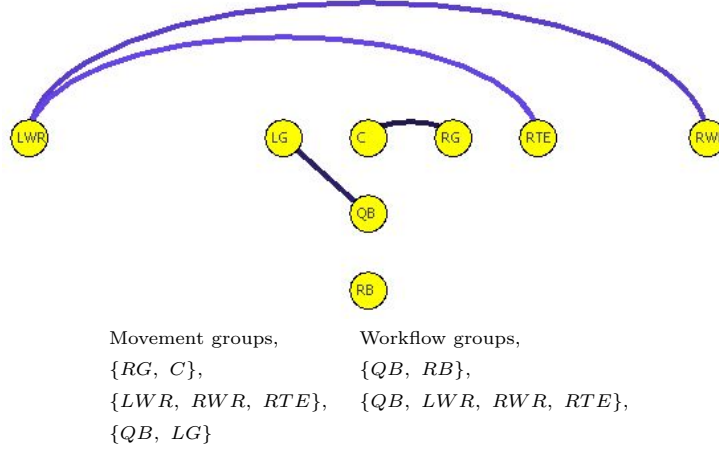 LWR LG C RG RTE RW
QB
RB
Movement groups, Workflow groups,
{RG, C}, {QB, RB},
{LWR, RWR, RTE}, {QB, LWR, RWR, RTE},
{QB, LG}